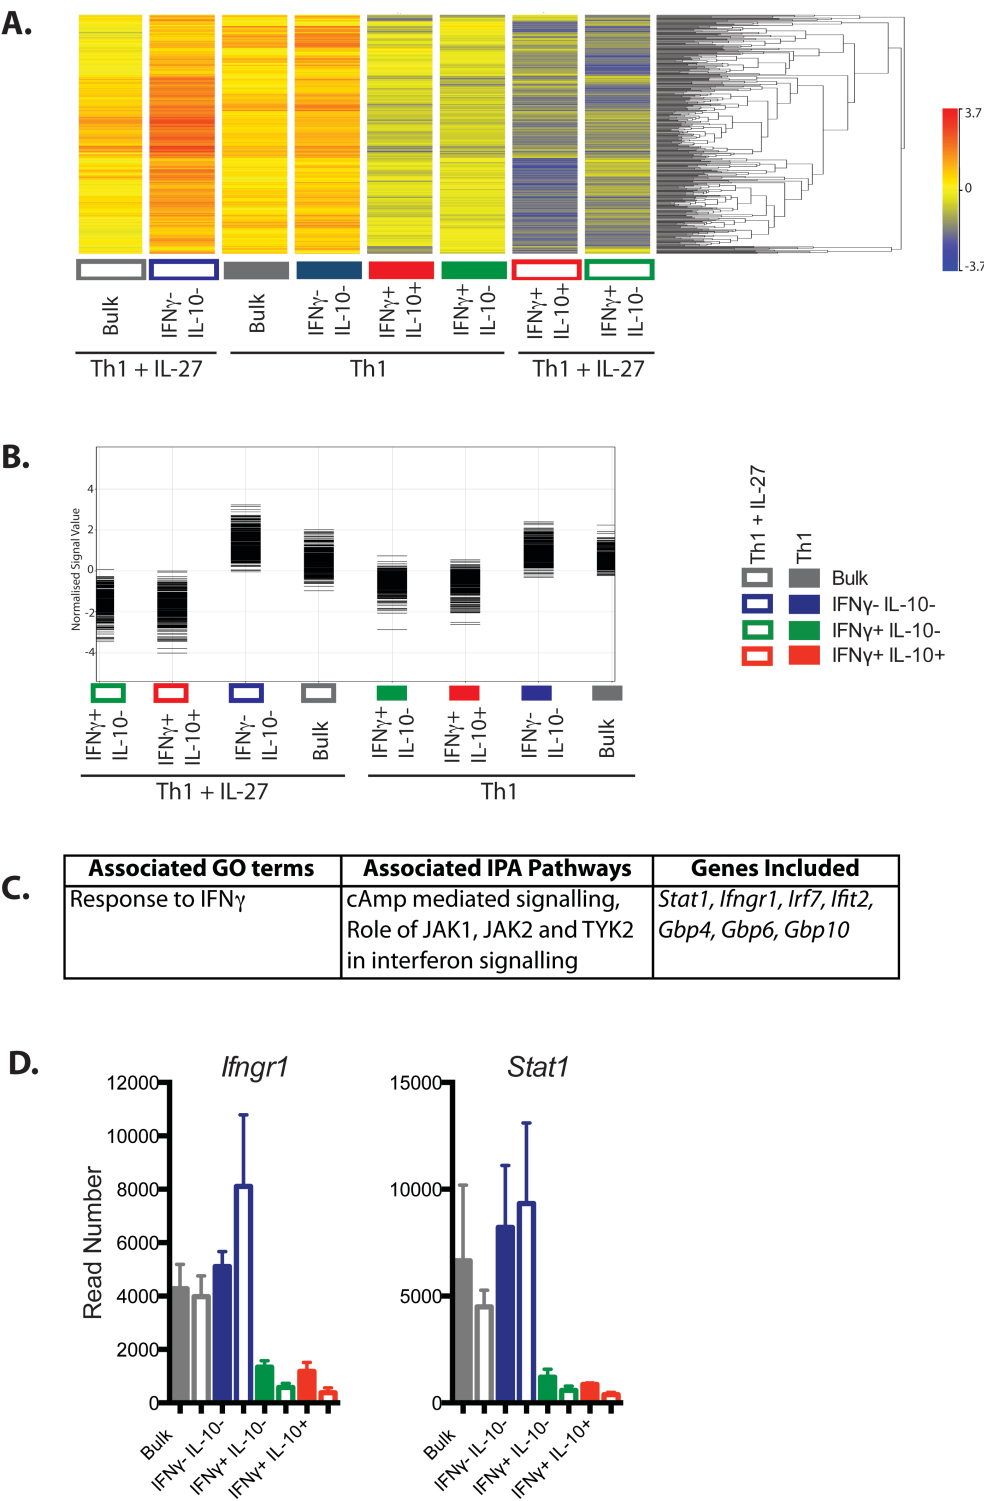 A.
3.7
0
-3.7
Bulk
IFNγ-
IL-10-
Bulk
IFNγ-
IL-10-
IFNγ+
IL-10+
IFNγ+
IL-10-
IFNγ+
IL-10+
IFNγ+
IL-10-
Th1 + IL-27
Th1
Th1 + IL-27
B.
Normalised Signal Value
4
2
0
-2
-4
IFNγ+
IL-10-
IFNγ+
IL-10+
IFNγ-
IL-10-
Bulk
IFNγ+
IL-10-
IFNγ+
IL-10+
IFNγ-
IL-10-
Bulk
Th1 + IL-27
Th1
Th1 + IL-27
Th1
Bulk
IFNγ- IL-10-
IFNγ+ IL-10-
IFNγ+ IL-10+
C.
Associated GO terms
Associated IPA Pathways
Genes Included
Response to IFNγ
cAmp mediated signalling,
Role of JAK1, JAK2 and TYK2
in interferon signalling
Stat1, Ifngr1, Irf7, Ifit2,
Gbp4, Gbp6, Gbp10
D.
Ifngr1
Read Number
12000
10000
8000
6000
4000
2000
0
Bulk
IFNγ- IL-10-
IFNγ+ IL-10-
IFNγ+ IL-10+
Stat1
15000
10000
5000
0
Bulk
IFNγ- IL-10-
IFNγ+ IL-10-
IFNγ+ IL-10+